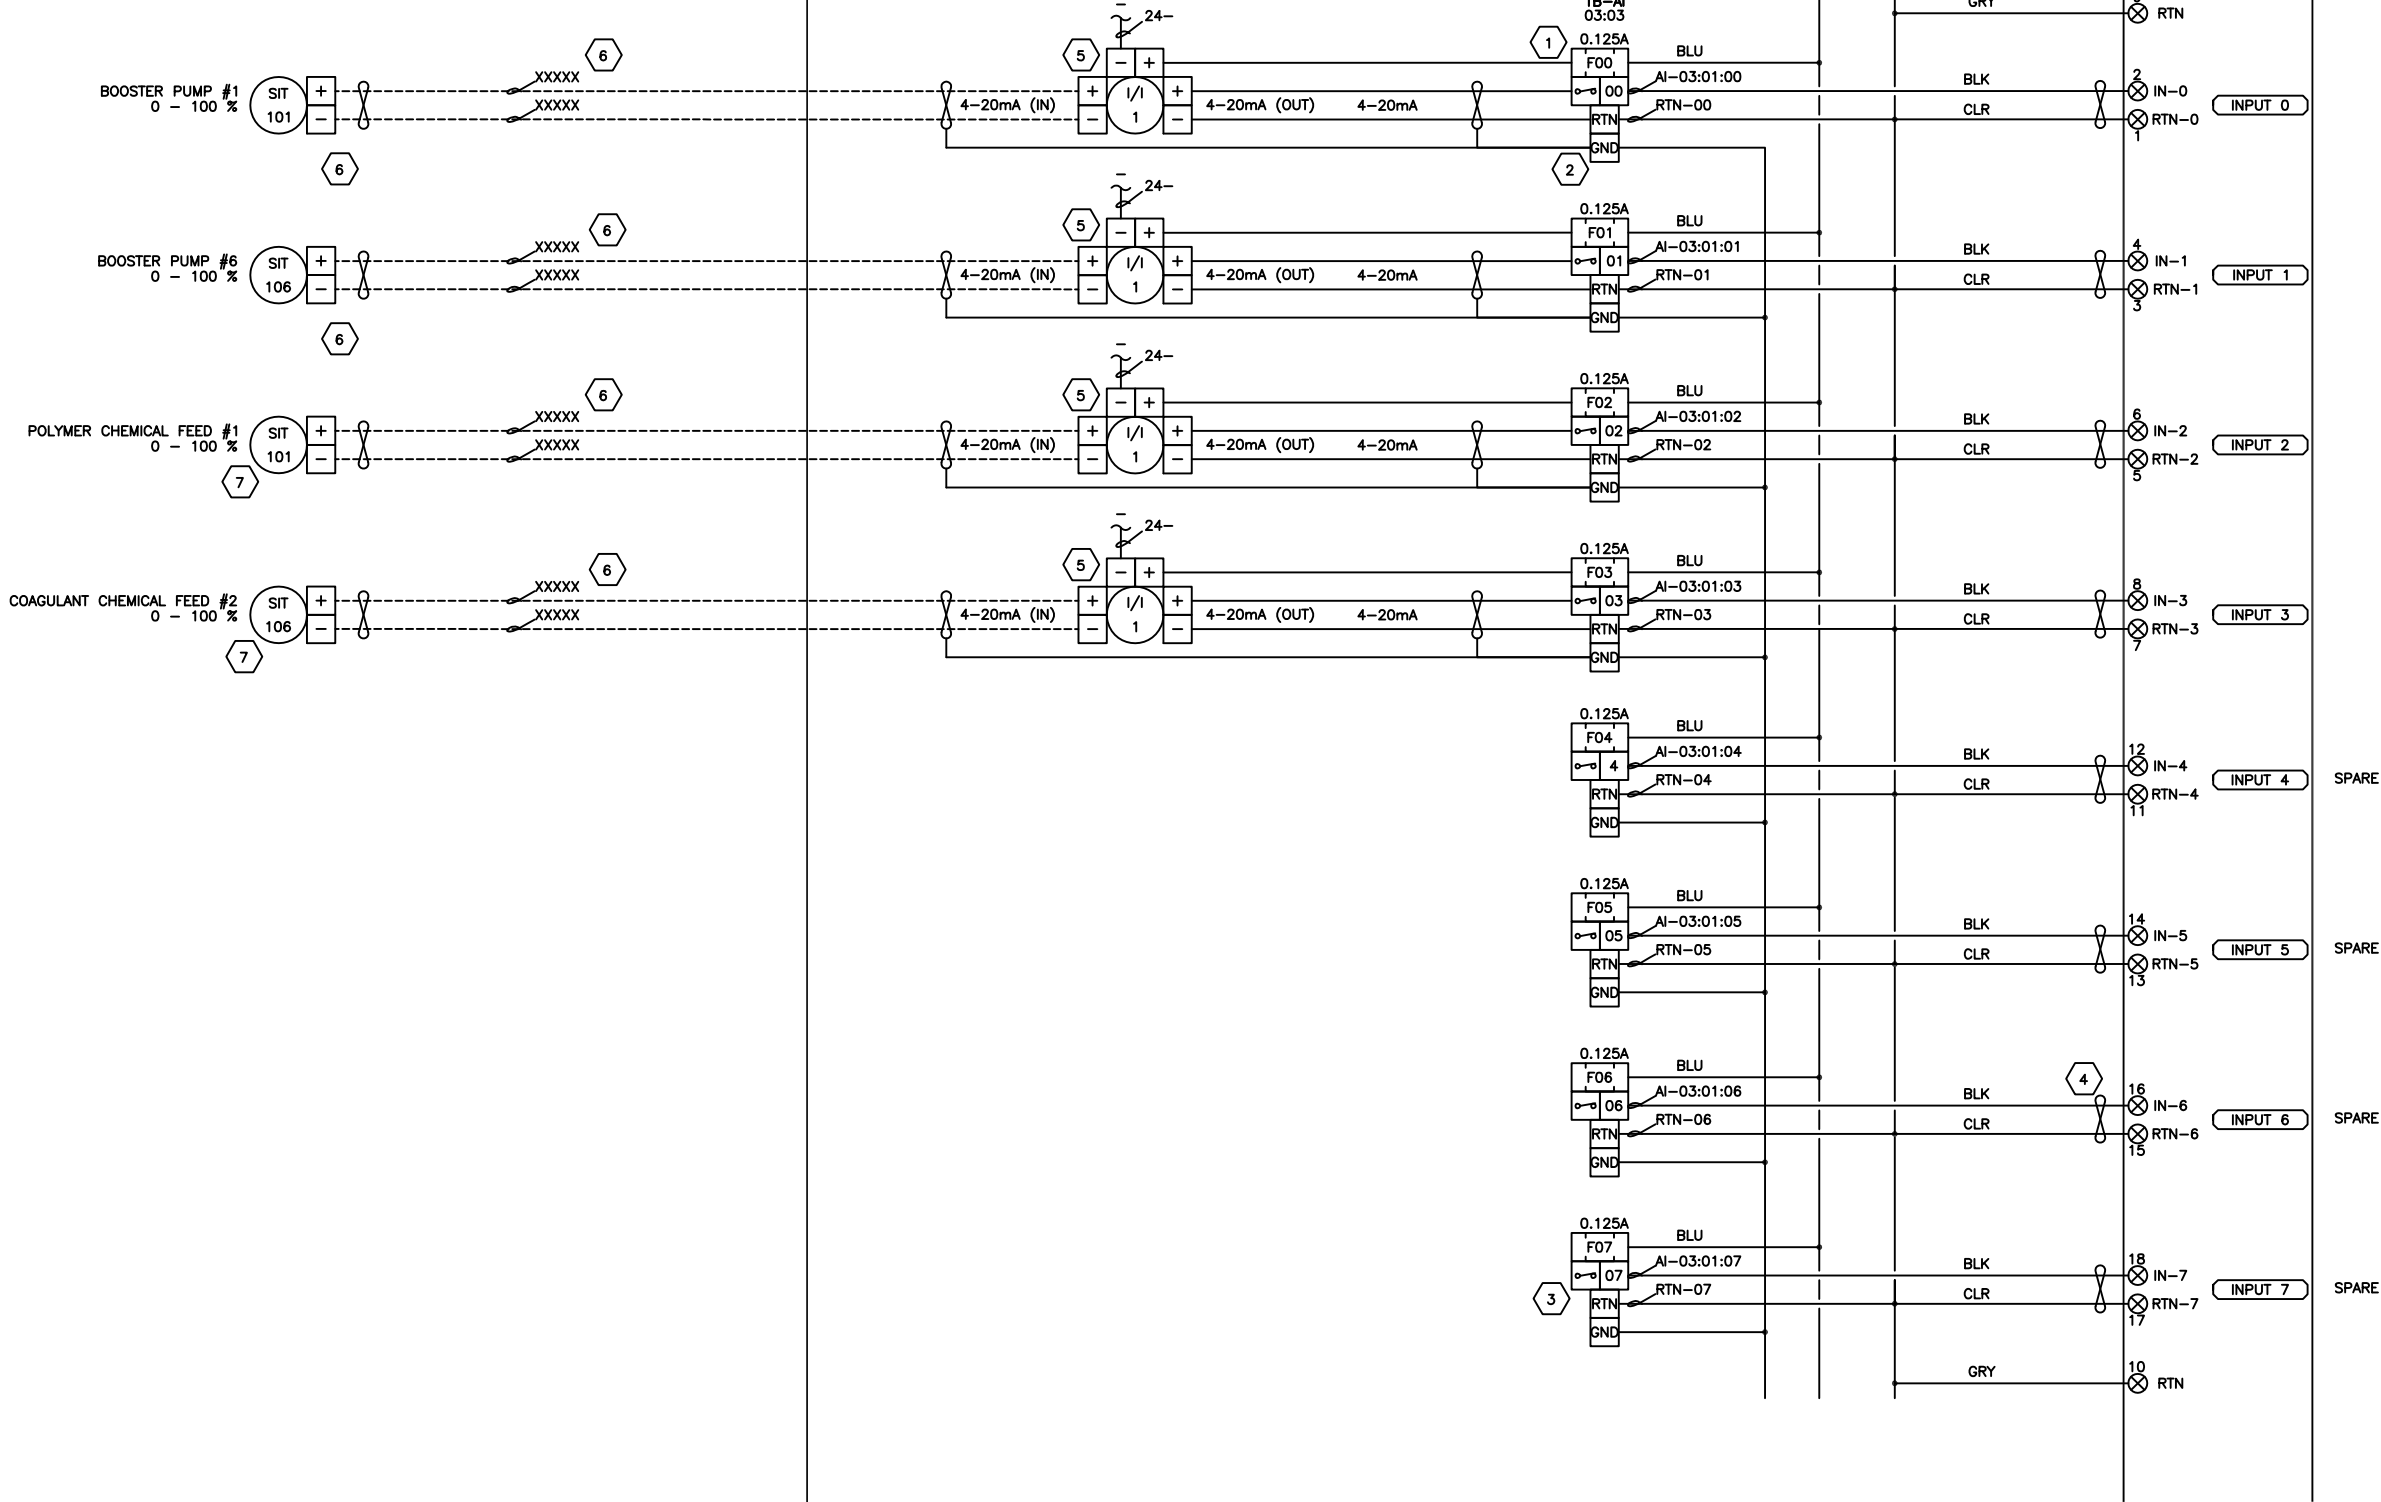 TB-AI
03:03
GRY
RTN
24-
- +
5
1
0.125A
F00
BLU
BOOSTER PUMP #1
0 - 100 %
SIT
101
+
-
XXXXX
XXXXX
6
6
4-20mA (IN)
+
-
I/I
1
+
-
4-20mA (OUT)
4-20mA
00
AI-03:01:00
RTN
RTN-00
GND
2
BLK
CLR
2
IN-0
RTN-0
1
INPUT 0
24-
- +
5
0.125A
F01
BLU
BOOSTER PUMP #6
0 - 100 %
SIT
106
+
-
XXXXX
XXXXX
6
6
4-20mA (IN)
+
-
I/I
1
+
-
4-20mA (OUT)
4-20mA
01
AI-03:01:01
RTN
RTN-01
GND
BLK
CLR
4
IN-1
RTN-1
3
INPUT 1
24-
- +
5
0.125A
F02
BLU
POLYMER CHEMICAL FEED #1
0 - 100 %
SIT
101
+
-
7
XXXXX
XXXXX
6
4-20mA (IN)
+
-
I/I
1
+
-
4-20mA (OUT)
4-20mA
02
AI-03:01:02
RTN
RTN-02
GND
BLK
CLR
6
IN-2
RTN-2
5
INPUT 2
24-
- +
5
0.125A
F03
BLU
COAGULANT CHEMICAL FEED #2
0 - 100 %
SIT
106
+
-
7
XXXXX
XXXXX
6
4-20mA (IN)
+
-
I/I
1
+
-
4-20mA (OUT)
4-20mA
03
AI-03:01:03
RTN
RTN-03
GND
BLK
CLR
8
IN-3
RTN-3
7
INPUT 3
0.125A
F04
BLU
4
AI-03:01:04
RTN
RTN-04
GND
BLK
CLR
12
IN-4
RTN-4
11
INPUT 4
SPARE
0.125A
F05
BLU
05
AI-03:01:05
RTN
RTN-05
GND
BLK
CLR
14
IN-5
RTN-5
13
INPUT 5
SPARE
0.125A
F06
BLU
06
AI-03:01:06
RTN
RTN-06
GND
BLK
CLR
4
16
IN-6
RTN-6
15
INPUT 6
SPARE
0.125A
F07
BLU
07
AI-03:01:07
3
RTN
RTN-07
GND
BLK
CLR
18
IN-7
RTN-7
17
INPUT 7
SPARE
GRY
10
RTN